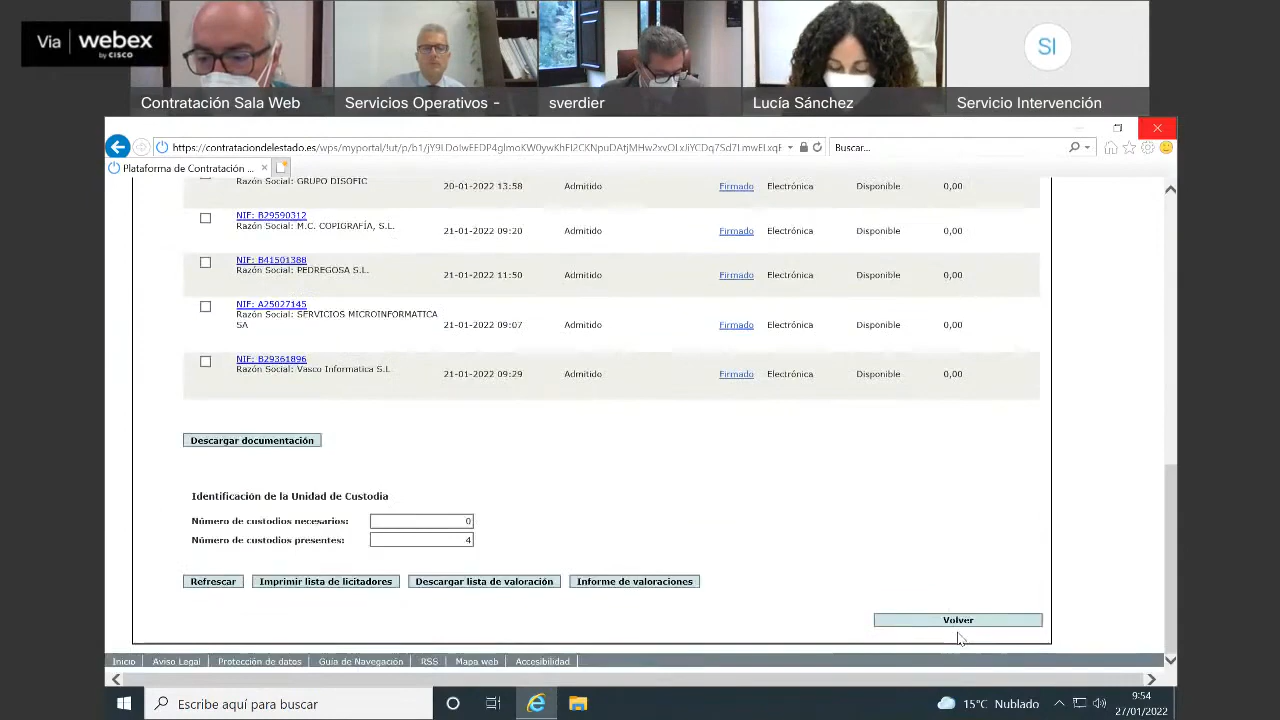 Via webex
by CISCO
Contratación Sala Web
Servicios Operativos -
sverdier
Lucía Sánchez
SI
Servicio Intervención
Buscar...
Plataforma de Contratación ...
Razón Social: GRUPO DISOFIC
20-01-2022 13:58 Admitido Firmado Electrónica Disponible 0,00
NIF: B29590312
Razón Social: M.C. COPIGRAFÍA, S.L.
21-01-2022 09:20 Admitido Firmado Electrónica Disponible 0,00
NIF: B41501388
Razón Social: PEDREGOSA S.L.
21-01-2022 11:50 Admitido Firmado Electrónica Disponible 0,00
NIF: A25027145
Razón Social: SERVICIOS MICROINFORMATICA
SA
21-01-2022 09:07 Admitido Firmado Electrónica Disponible 0,00
NIF: B29361896
Razón Social: Vasco Informatica S.L
21-01-2022 09:29 Admitido Firmado Electrónica Disponible 0,00
Descargar documentación
Identificación de la Unidad de Custodia
Número de custodios necesarios: 0
Número de custodios presentes: 4
Refrescar Imprimir lista de licitadores Descargar lista de valoración Informe de valoraciones
Volver
Inicio Aviso Legal Protección de datos Guía de Navegación RSS Mapa web Accesibilidad
Escribe aquí para buscar
15°C Nublado
9:54
27/01/2022